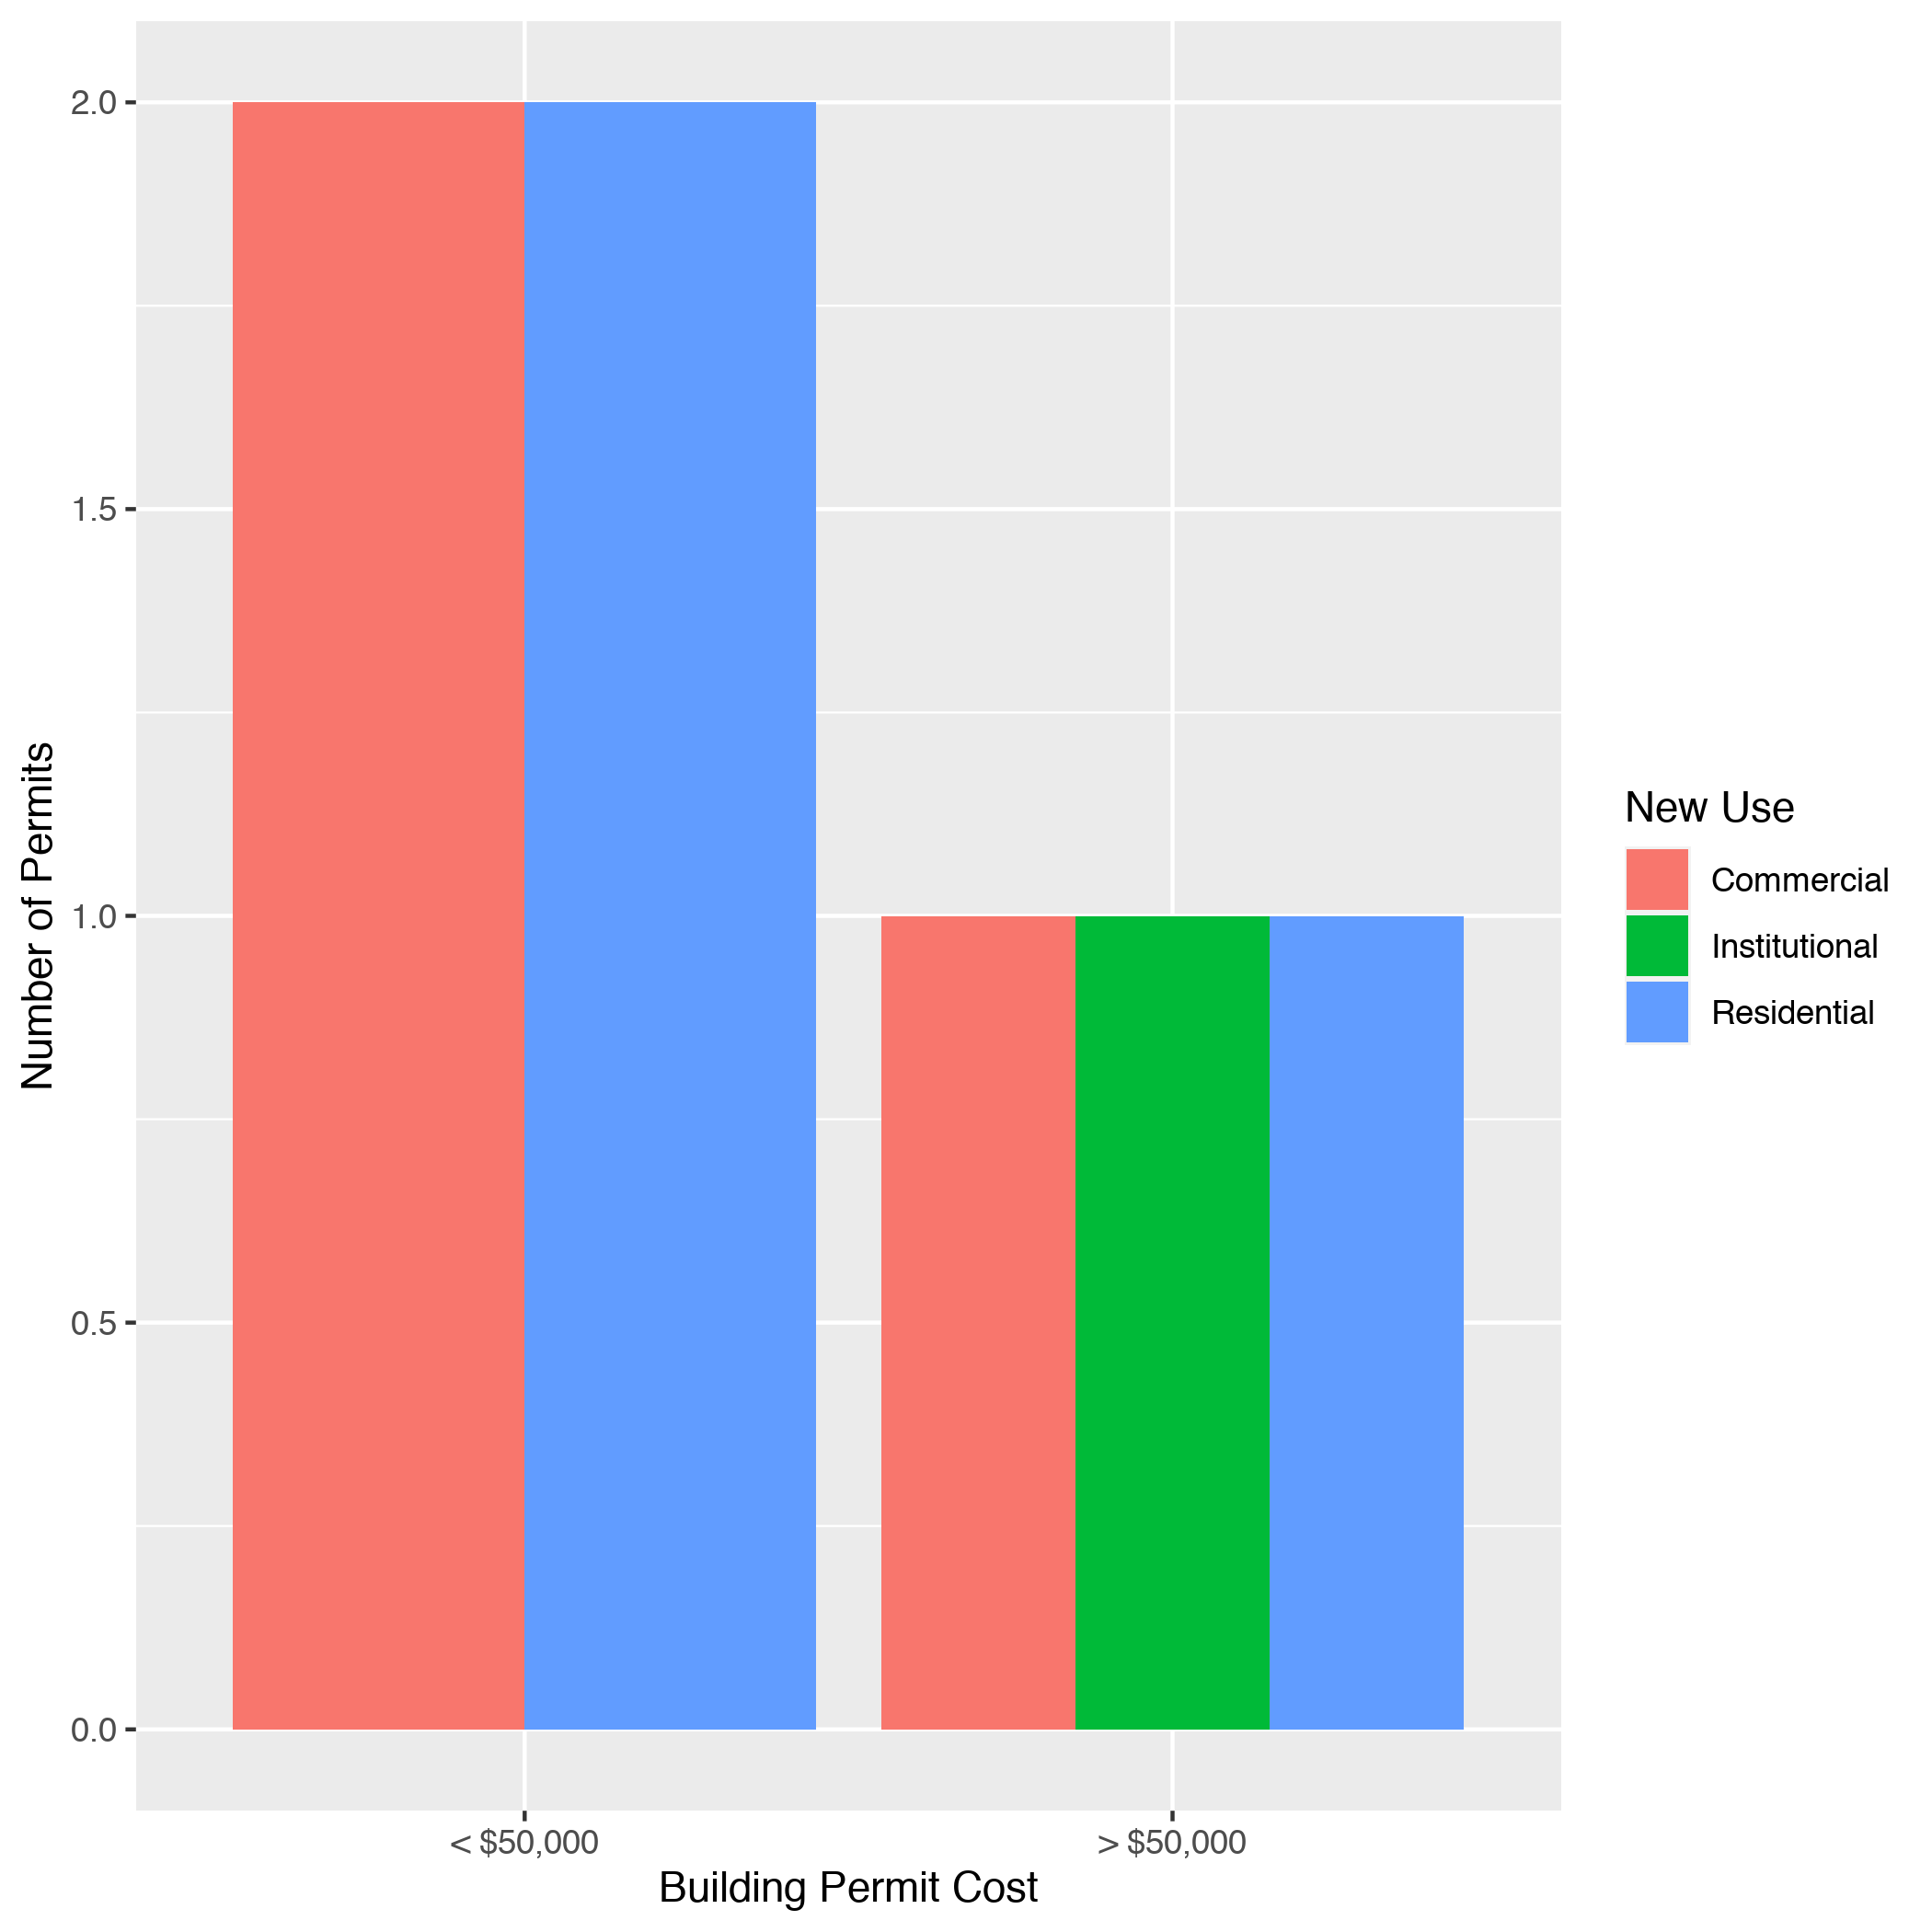 2.0
1.5
1.0
0.5
0.0
Number of Permits
< $50,000
> $50,000
Building Permit Cost
New Use
Commercial
Institutional
Residential